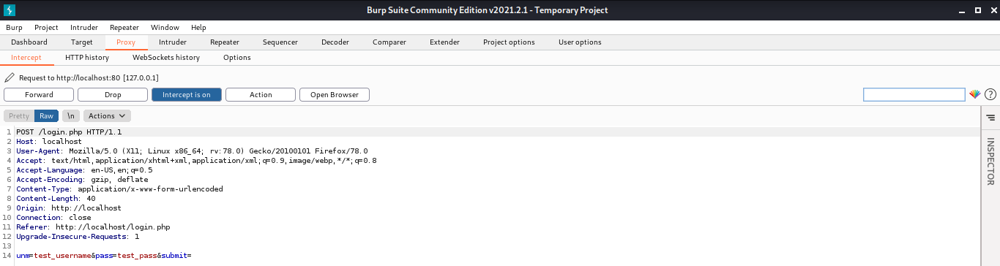 Burp Suite Community Edition v2021.2.1 - Temporary Project
Burp Project Intruder Repeater Window Help
Dashboard Target Proxy Intruder Repeater Sequencer Decoder Comparer Extender Project options User options
Intercept HTTP history WebSockets history Options
Request to http://localhost:80 [127.0.0.1]
Forward Drop Intercept is on Action Open Browser ?
Pretty Raw \n Actions
1 POST /login.php HTTP/1.1
2 Host: localhost
3 User-Agent: Mozilla/5.0 (X11; Linux x86_64; rv:78.0) Gecko/20100101 Firefox/78.0
4 Accept: text/html,application/xhtml+xml,application/xml;q=0.9,image/webp,*/*;q=0.8
5 Accept-Language: en-US,en;q=0.5
6 Accept-Encoding: gzip, deflate
7 Content-Type: application/x-www-form-urlencoded
8 Content-Length: 40
9 Origin: http://localhost
10 Connection: close
11 Referer: http://localhost/login.php
12 Upgrade-Insecure-Requests: 1
13
14 unm=test_username&pass=test_pass&submit=
INSPECTOR